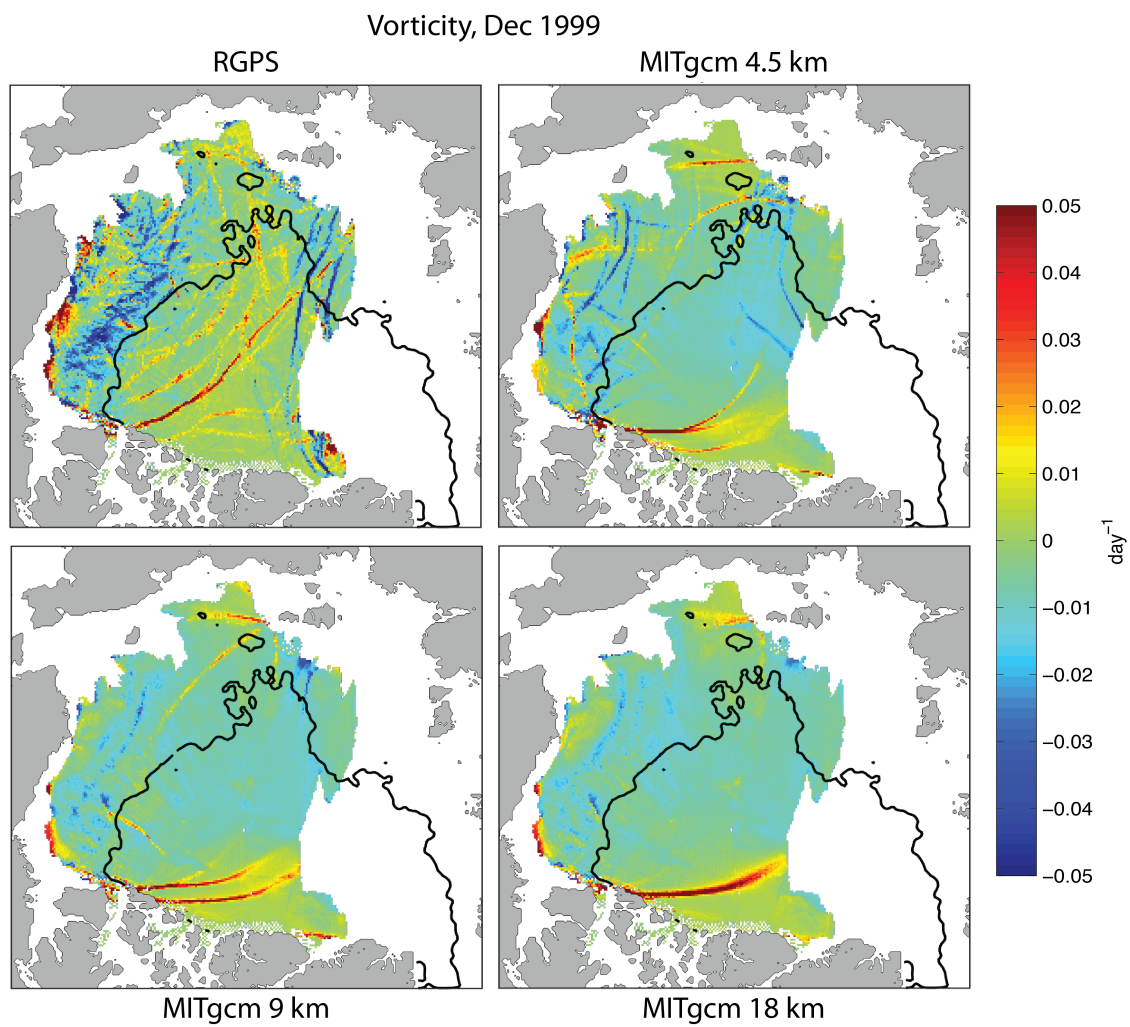 Vorticity, Dec 1999
RGPS
MITgcm 4.5 km
0.05
0.04
0.03
0.02
0.01
0
−0.01
−0.02
−0.03
−0.04
−0.05
day⁻¹
MITgcm 9 km
MITgcm 18 km